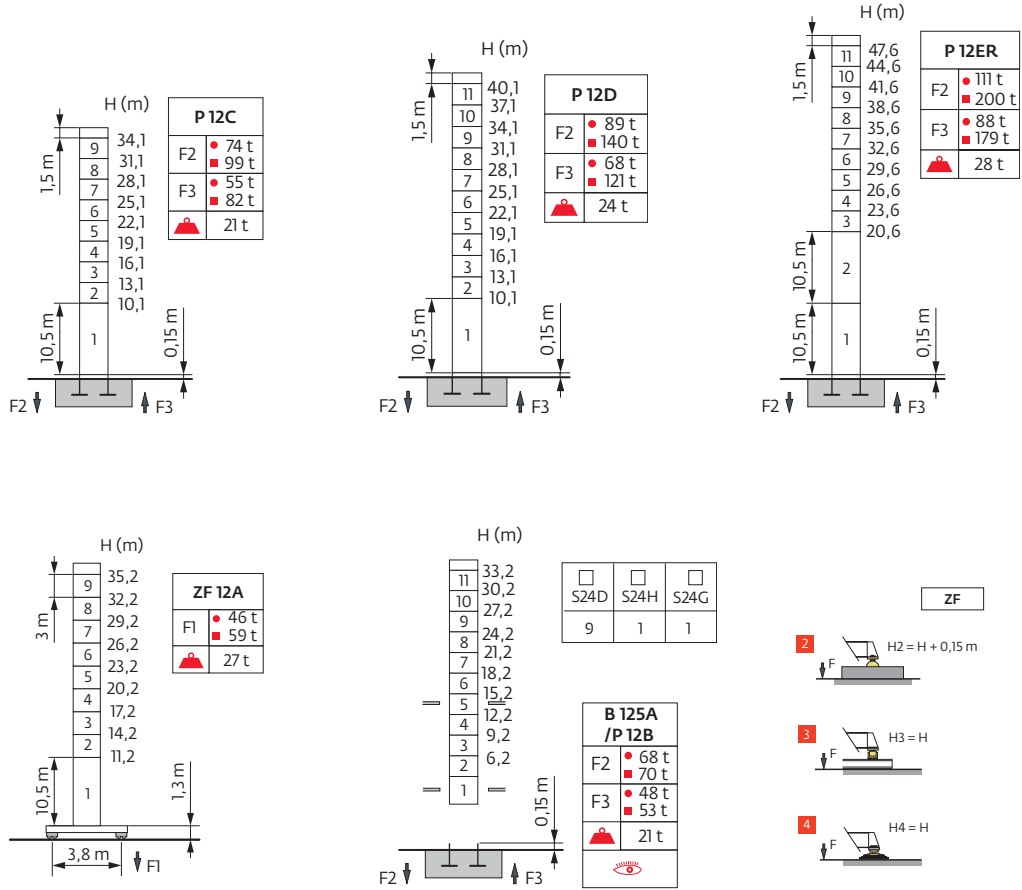 H (m)
34,1
31,1
28,1
25,1
22,1
19,1
16,1
13,1
10,1
9
8
7
6
5
4
3
2
1
1,5 m
10,5 m
0,15 m
F2
F3
P 12C
F2 74 t
99 t
F3 55 t
82 t
21 t
H (m)
40,1
37,1
34,1
31,1
28,1
25,1
22,1
19,1
16,1
13,1
10,1
11
10
9
8
7
6
5
4
3
2
1
1,5 m
10,5 m
0,15 m
F2
F3
P 12D
F2 89 t
140 t
F3 68 t
121 t
24 t
H (m)
47,6
44,6
41,6
38,6
35,6
32,6
29,6
26,6
23,6
20,6
11
10
9
8
7
6
5
4
3
2
1
1,5 m
10,5 m
10,5 m
0,15 m
F2
F3
P 12ER
F2 111 t
200 t
F3 88 t
179 t
28 t
H (m)
35,2
32,2
29,2
26,2
23,2
20,2
17,2
14,2
11,2
9
8
7
6
5
4
3
2
1
3 m
10,5 m
1,3 m
3,8 m
F1
ZF 12A
F1 46 t
59 t
27 t
H (m)
33,2
30,2
27,2
24,2
21,2
18,2
15,2
12,2
9,2
6,2
11
10
9
8
7
6
5
4
3
2
1
0,15 m
F2
F3
S24D S24H S24G
9 1 1
B 125A
/P 12B
F2 68 t
70 t
F3 48 t
53 t
21 t
ZF
2
F
H2 = H + 0,15 m
3
F
H3 = H
4
F
H4 = H